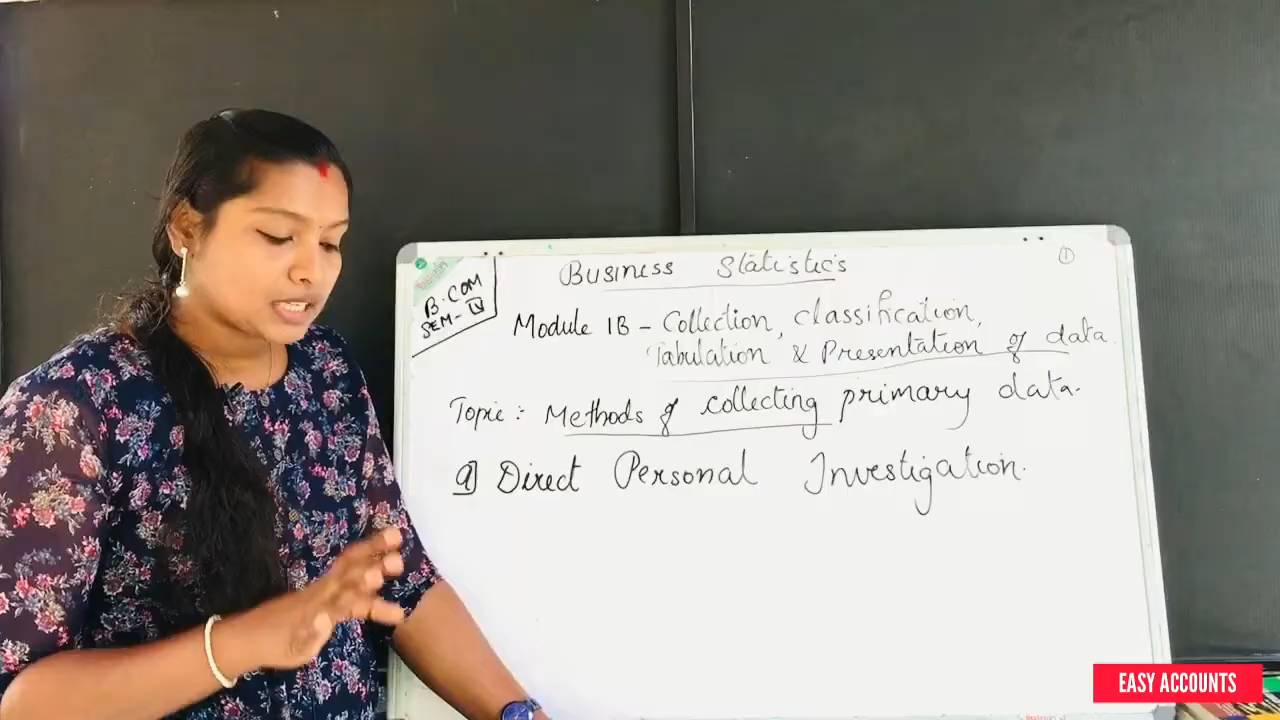 Business Statistics
①
B.COM
SEM-IV
Module 1B - Collection, classification,
Tabulation & Presentation of data.
Topic :- Methods of collecting primary data.
a] Direct Personal Investigation.
EASY ACCOUNTS